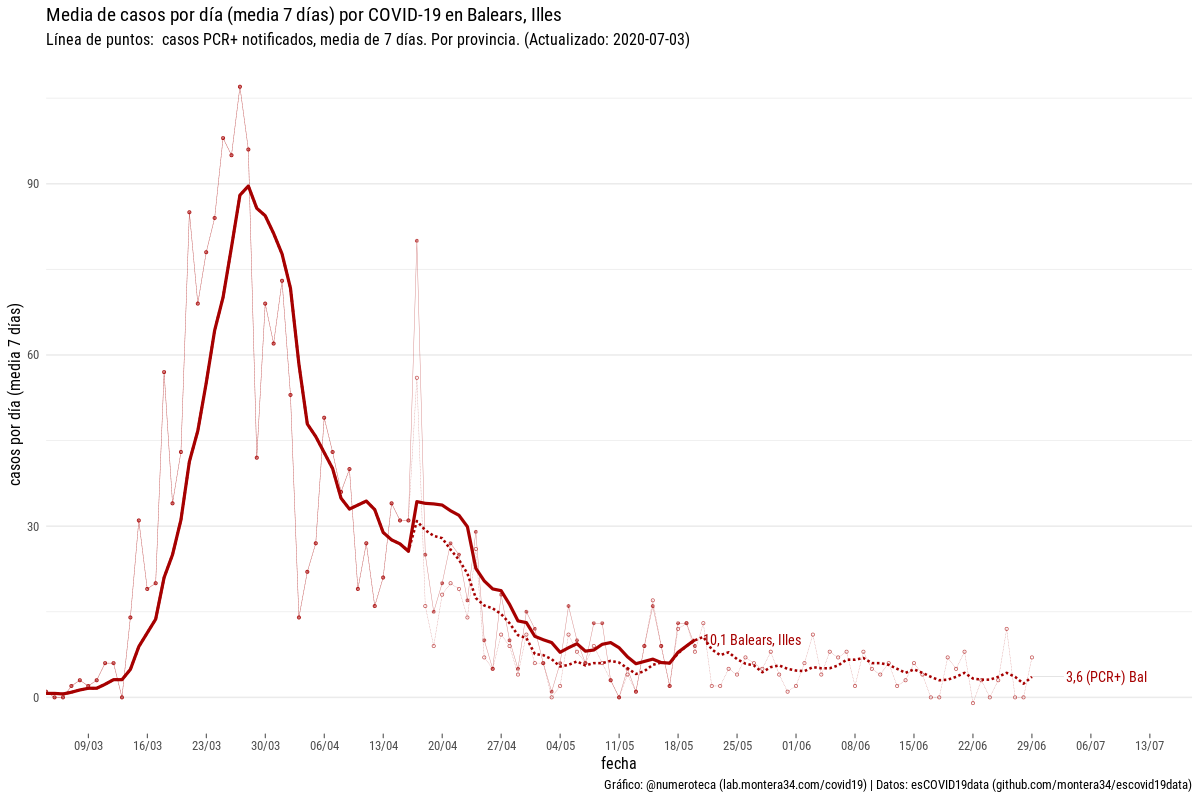 Media de casos por día (media 7 días) por COVID-19 en Balears, Illes
Línea de puntos:  casos PCR+ notificados, media de 7 días. Por provincia. (Actualizado: 2020-07-03)
casos por día (media 7 días)
90
60
30
0
10,1 Balears, Illes
3,6 (PCR+) Bal
09/03 16/03 23/03 30/03 06/04 13/04 20/04 27/04 04/05 11/05 18/05 25/05 01/06 08/06 15/06 22/06 29/06 06/07 13/07
fecha
Gráfico: @numeroteca (lab.montera34.com/covid19) | Datos: esCOVID19data (github.com/montera34/escovid19data)